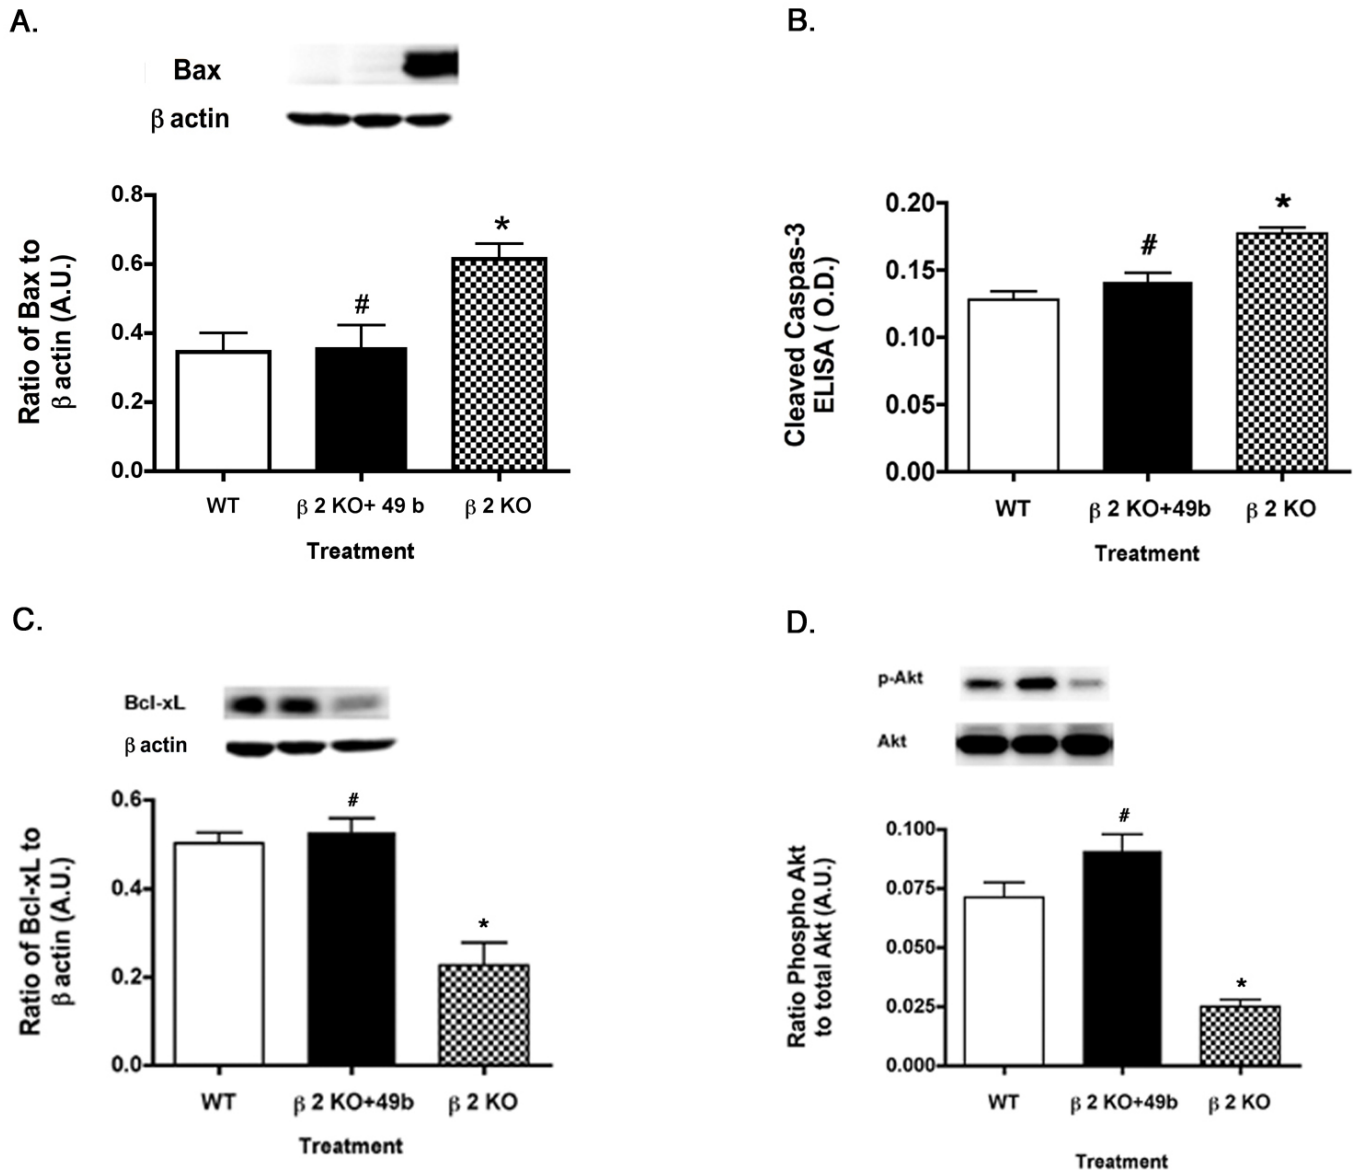 A.
Bax
β actin
Ratio of Bax to
β actin (A.U.)
0.8
0.6
0.4
0.2
0.0
#
*
WT
β 2 KO+ 49 b
β 2 KO
Treatment
B.
Cleaved Caspas-3
ELISA ( O.D.)
0.20
0.15
0.10
0.05
0.00
#
*
WT
β 2 KO+49b
β 2 KO
Treatment
C.
Bcl-xL
β actin
Ratio of Bcl-xL to
β actin (A.U.)
0.6
0.4
0.2
0.0
#
*
WT
β 2 KO+49b
β 2 KO
Treatment
D.
p-Akt
Akt
Ratio Phospho Akt
to total Akt (A.U.)
0.100
0.075
0.050
0.025
0.000
#
*
WT
β 2 KO+49b
β 2 KO
Treatment